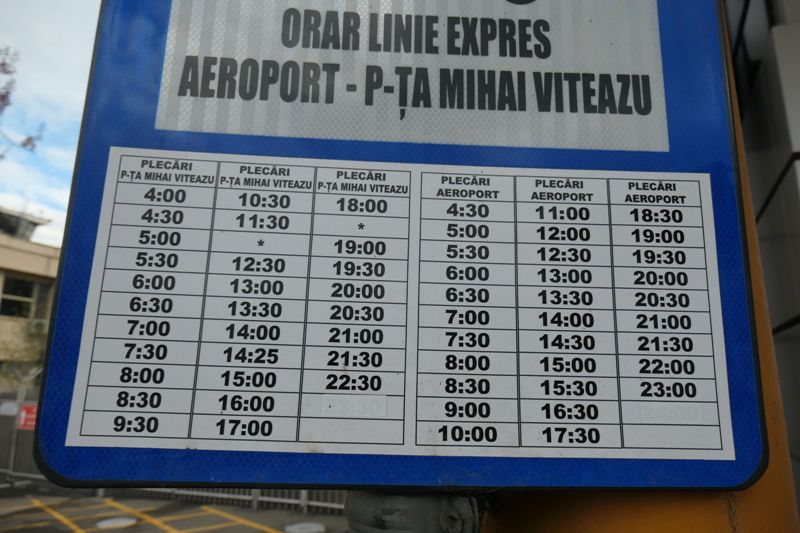 ORAR LINIE EXPRES
AEROPORT - P-ȚA MIHAI VITEAZU
PLECĂRI PLECĂRI PLECĂRI PLECĂRI PLECĂRI PLECĂRI
P-ȚA MIHAI VITEAZU P-ȚA MIHAI VITEAZU P-ȚA MIHAI VITEAZU AEROPORT AEROPORT AEROPORT
4:00 10:30 18:00 4:30 11:00 18:30
4:30 11:30 * 5:00 12:00 19:00
5:00 * 19:00 5:30 12:30 19:30
5:30 12:30 19:30 6:00 13:00 20:00
6:00 13:00 20:00 6:30 13:30 20:30
6:30 13:30 20:30 7:00 14:00 21:00
7:00 14:00 21:00 7:30 14:30 21:30
7:30 14:25 21:30 8:00 15:00 22:00
8:00 15:00 22:30 8:30 15:30 23:00
8:30 16:00 23:30 9:00 16:30 24:00
9:30 17:00 10:00 17:30